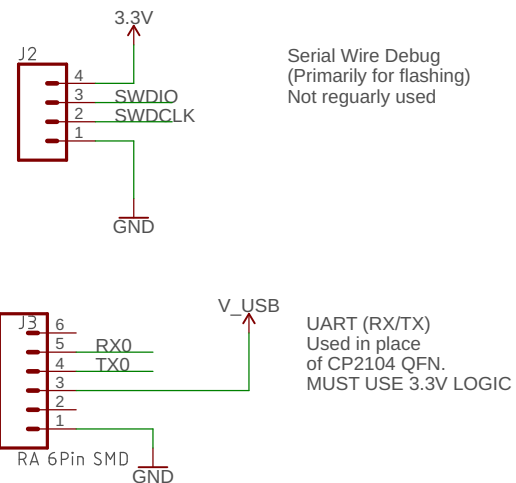 3.3V
J2
4
3
SWDIO
2
SWDCLK
1
GND
Serial Wire Debug
(Primarily for flashing)
Not reguarly used
V_USB
J3
6
5
RX0
4
TX0
3
2
1
RA 6Pin SMD
GND
UART (RX/TX)
Used in place
of CP2104 QFN.
MUST USE 3.3V LOGIC